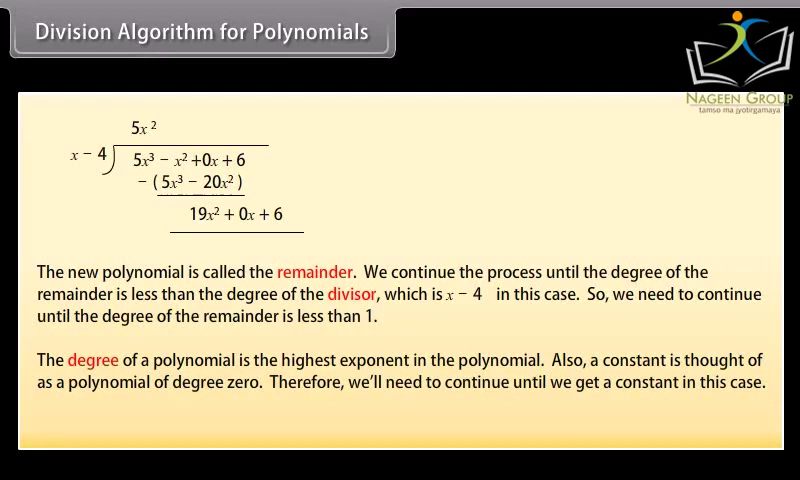 Division Algorithm for Polynomials
NAGEEN GROUP
tamso ma jyotirgamaya
5x²
x − 4 5x³ − x² +0x + 6
− ( 5x³ − 20x² )
19x² + 0x + 6
The new polynomial is called the remainder. We continue the process until the degree of the
remainder is less than the degree of the divisor, which is x − 4 in this case. So, we need to continue
until the degree of the remainder is less than 1.
The degree of a polynomial is the highest exponent in the polynomial. Also, a constant is thought of
as a polynomial of degree zero. Therefore, we'll need to continue until we get a constant in this case.